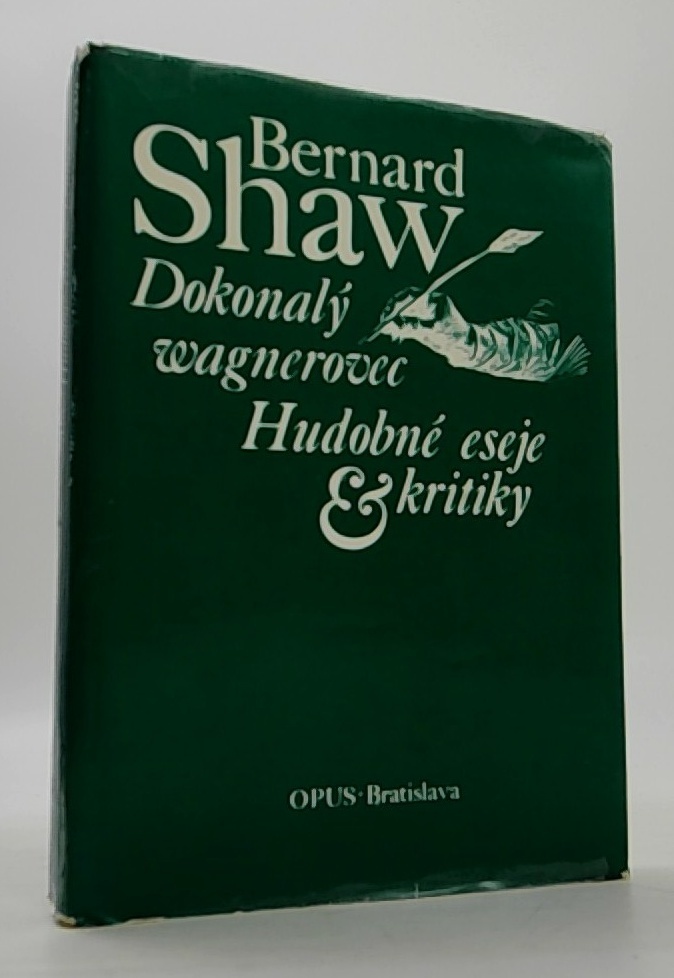 Bernard
Shaw
Dokonalý
wagnerovec
Hudobné eseje
& kritiky
OPUS · Bratislava